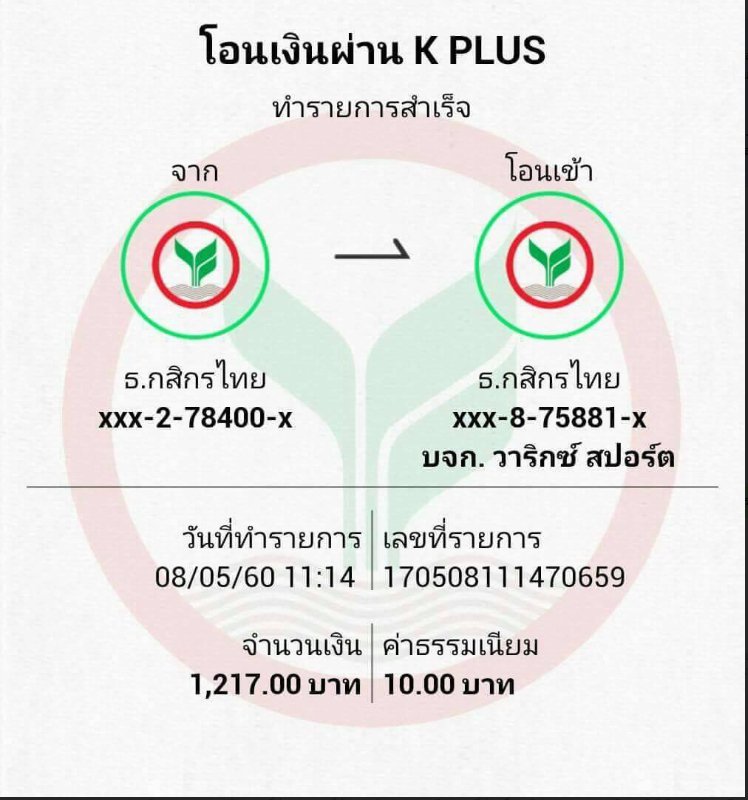 โอนเงินผ่าน K PLUS
ทำรายการสำเร็จ
จาก
โอนเข้า
ธ.กสิกรไทย
xxx-2-78400-x
ธ.กสิกรไทย
xxx-8-75881-x
บจก. วาริกซ์ สปอร์ต
วันที่ทำรายการ
08/05/60 11:14
เลขที่รายการ
170508111470659
จำนวนเงิน
1,217.00 บาท
ค่าธรรมเนียม
10.00 บาท